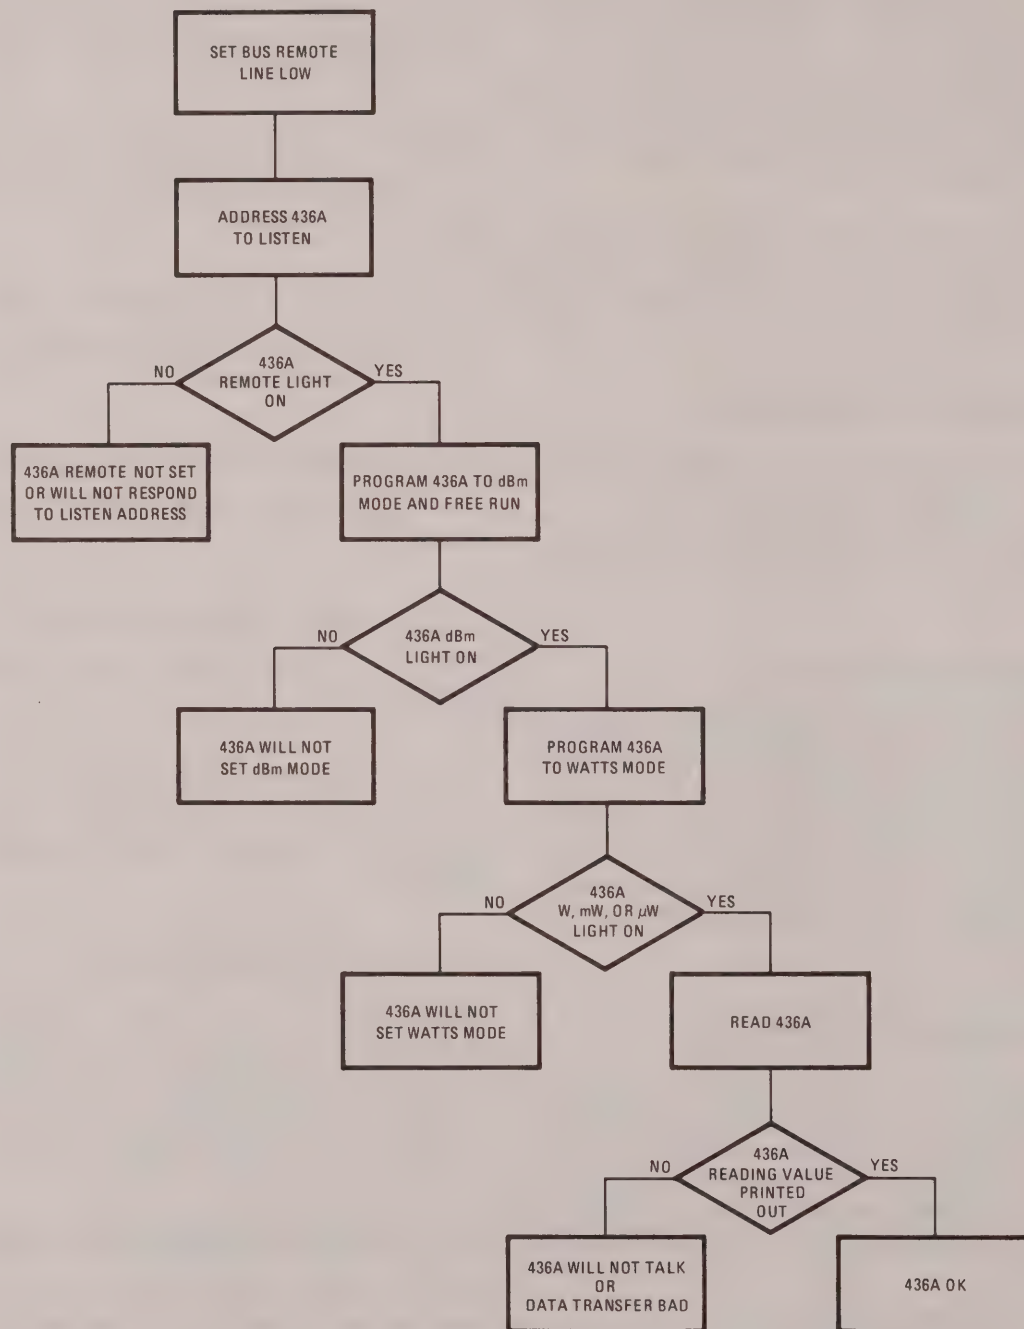 SET BUS REMOTE
LINE LOW
ADDRESS 436A
TO LISTEN
436A
REMOTE LIGHT
ON
NO
YES
436A REMOTE NOT SET
OR WILL NOT RESPOND
TO LISTEN ADDRESS
PROGRAM 436A TO dBm
MODE AND FREE RUN
436A dBm
LIGHT ON
NO
YES
436A WILL NOT
SET dBm MODE
PROGRAM 436A
TO WATTS MODE
436A
W, mW, OR µW
LIGHT ON
NO
YES
436A WILL NOT
SET WATTS MODE
READ 436A
436A
READING VALUE
PRINTED
OUT
NO
YES
436A WILL NOT TALK
OR
DATA TRANSFER BAD
436A OK